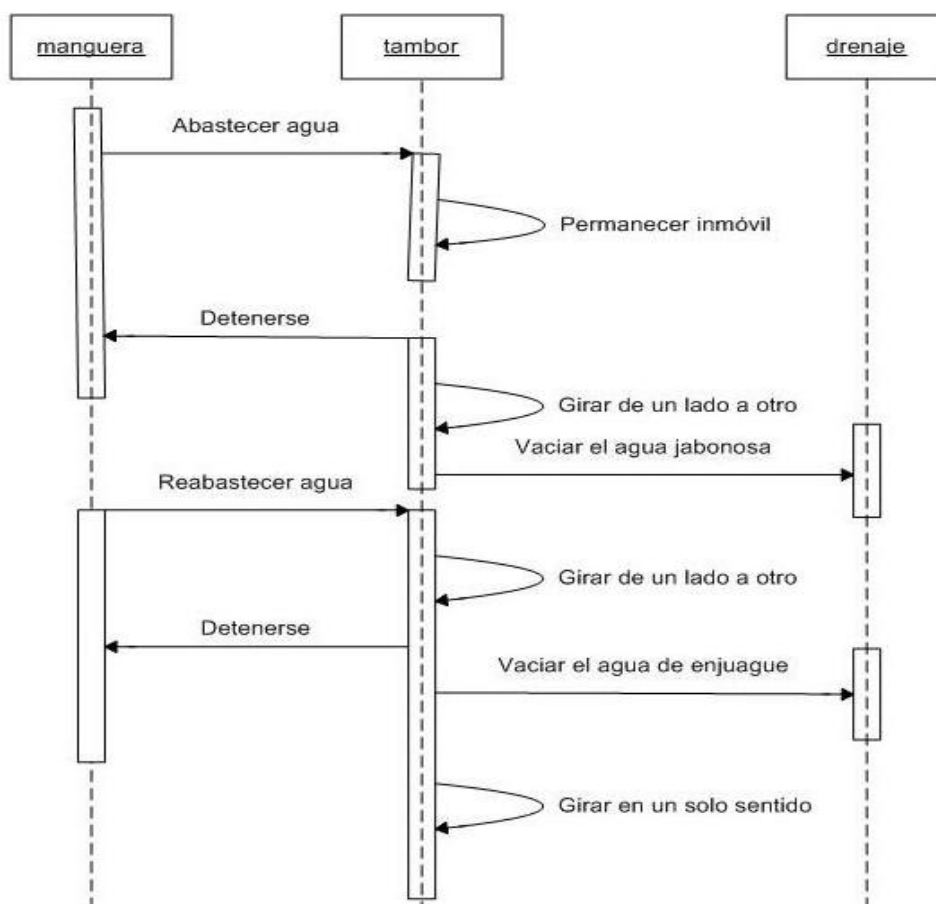 manguera
tambor
drenaje
Abastecer agua
Permanecer inmóvil
Detenerse
Girar de un lado a otro
Vaciar el agua jabonosa
Reabastecer agua
Girar de un lado a otro
Detenerse
Vaciar el agua de enjuague
Girar en un solo sentido